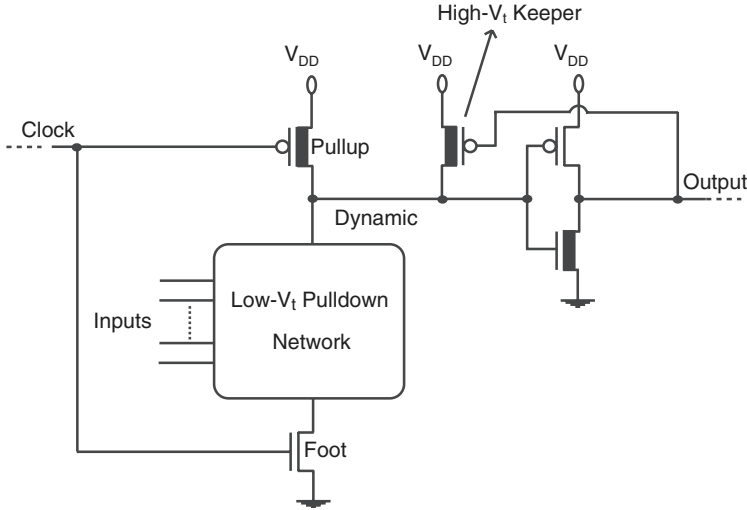 High-Vt Keeper
VDD
VDD
VDD
Clock
Pullup
Output
Dynamic
Low-Vt Pulldown
Network
Inputs
Foot